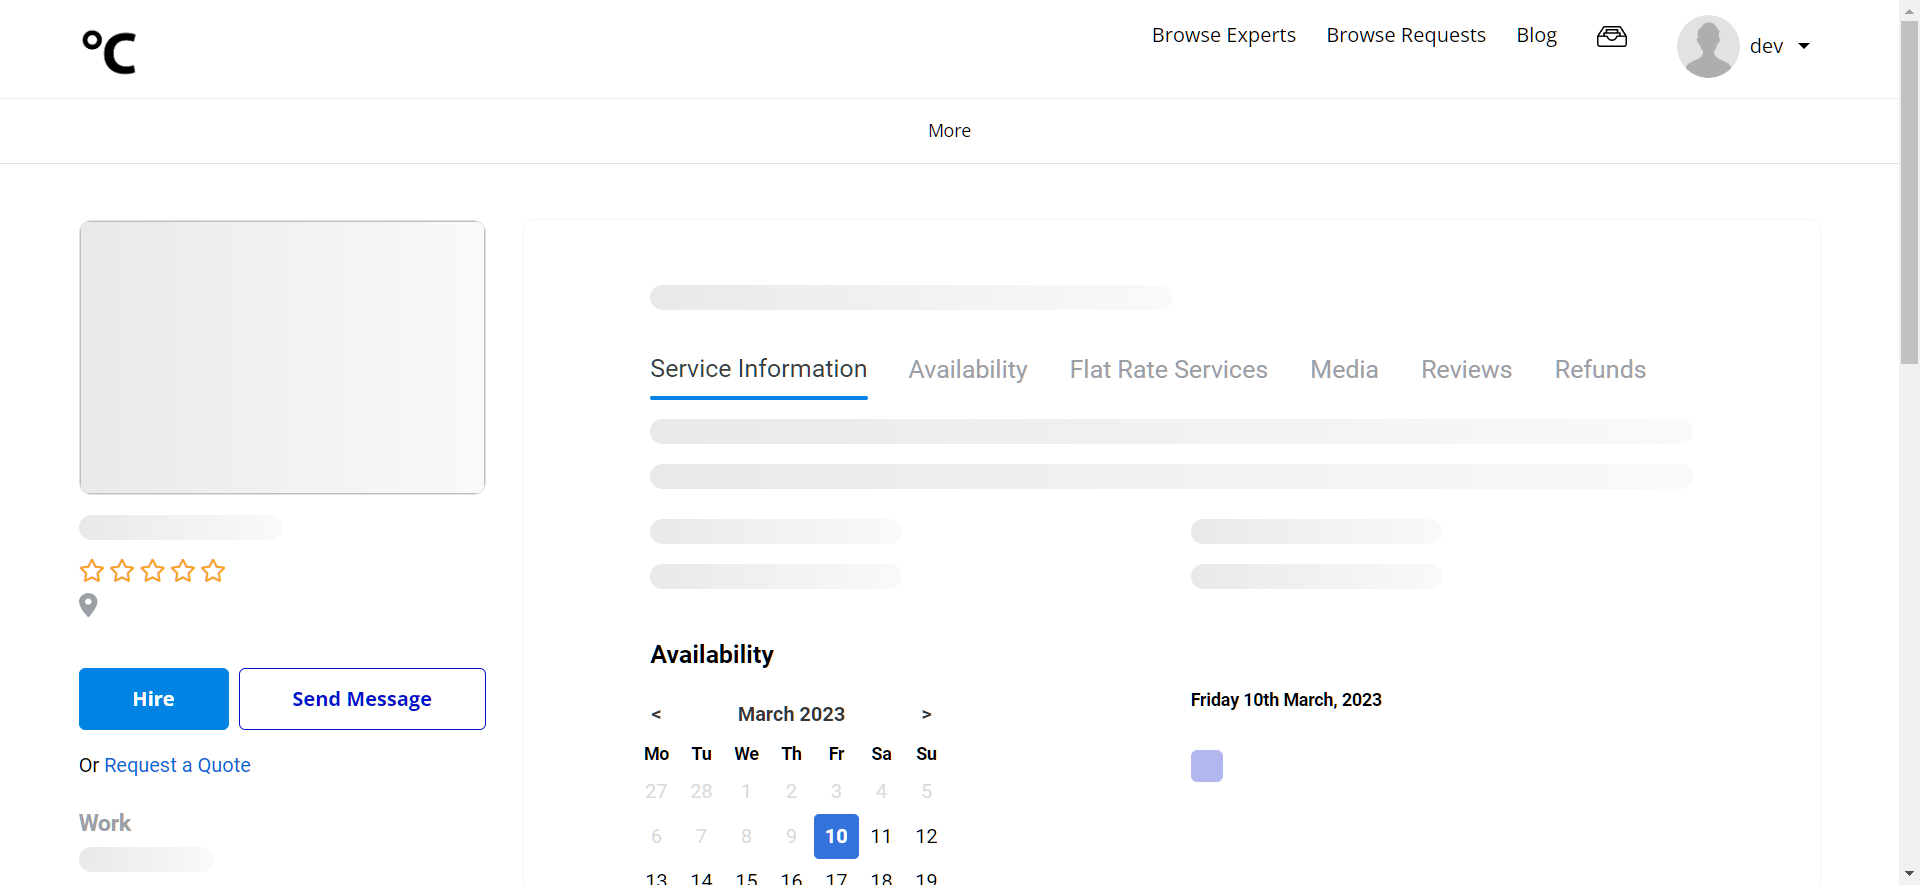 °C
Browse Experts Browse Requests Blog dev
More
Service Information Availability Flat Rate Services Media Reviews Refunds
Hire Send Message
Or Request a Quote
Work
Availability
< March 2023 >
Mo Tu We Th Fr Sa Su
27 28 1 2 3 4 5
6 7 8 9 10 11 12
13 14 15 16 17 18 19
Friday 10th March, 2023